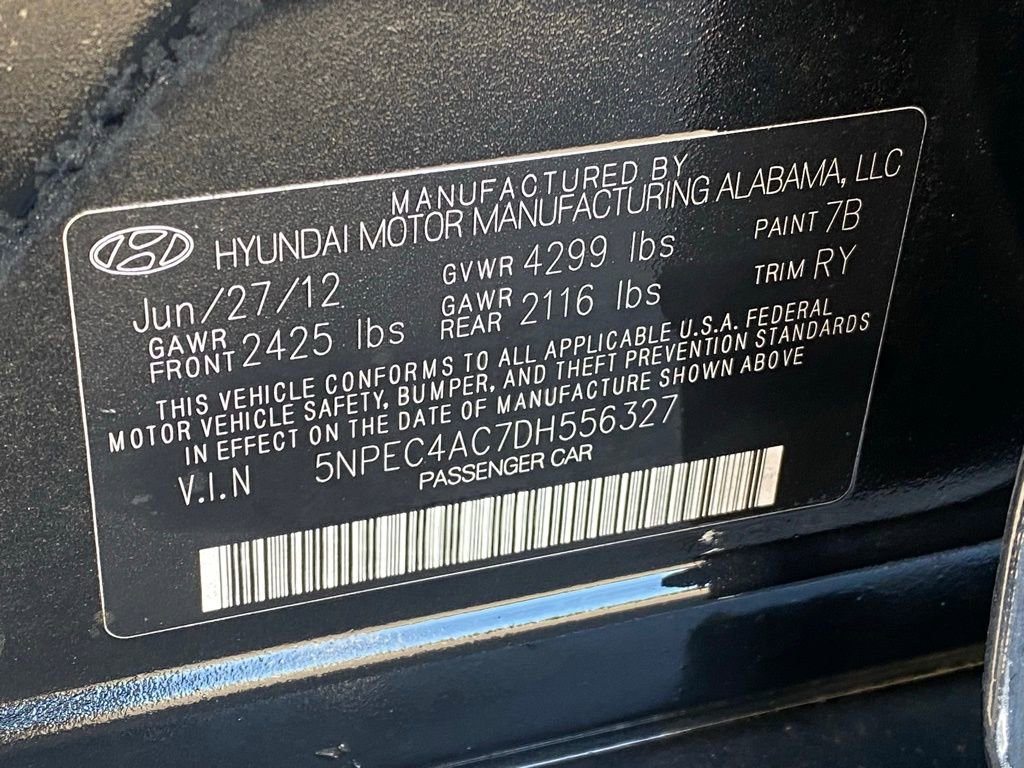 MANUFACTURED BY
HYUNDAI MOTOR MANUFACTURING ALABAMA, LLC
Jun/27/12 GVWR 4299 lbs PAINT 7B
GAWR FRONT 2425 lbs GAWR REAR 2116 lbs TRIM RY
THIS VEHICLE CONFORMS TO ALL APPLICABLE U.S.A. FEDERAL
MOTOR VEHICLE SAFETY, BUMPER, AND THEFT PREVENTION STANDARDS
IN EFFECT ON THE DATE OF MANUFACTURE SHOWN ABOVE
V.I.N 5NPEC4AC7DH556327
PASSENGER CAR